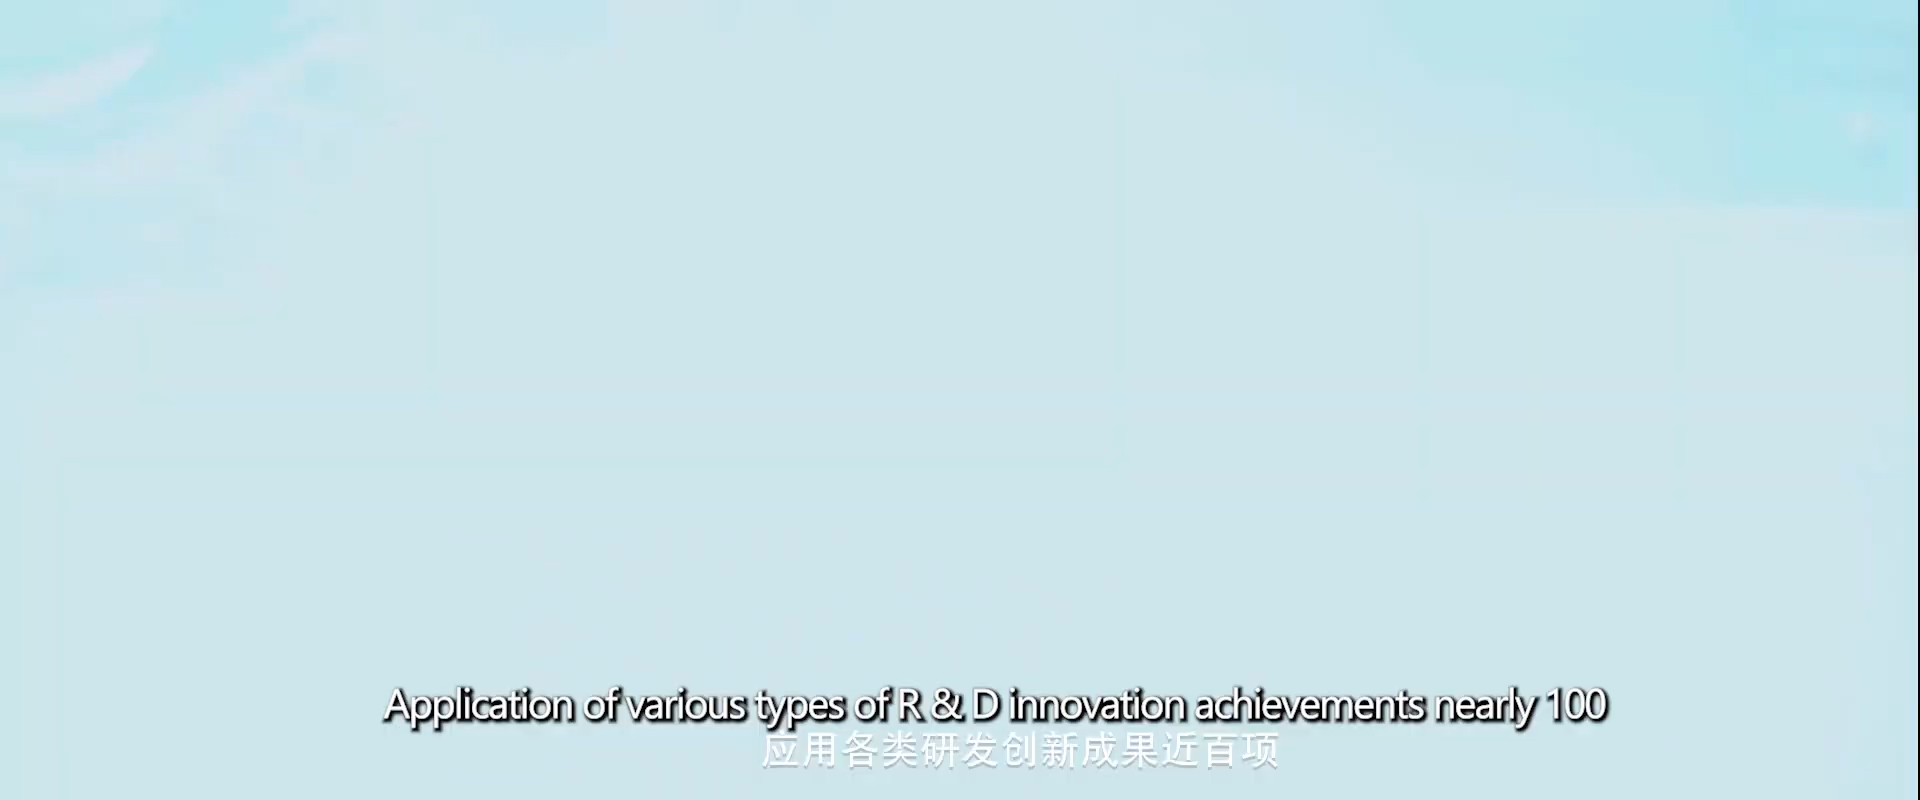 Application of various types of R & D innovation achievements nearly 100
应用各类研发创新成果近百项